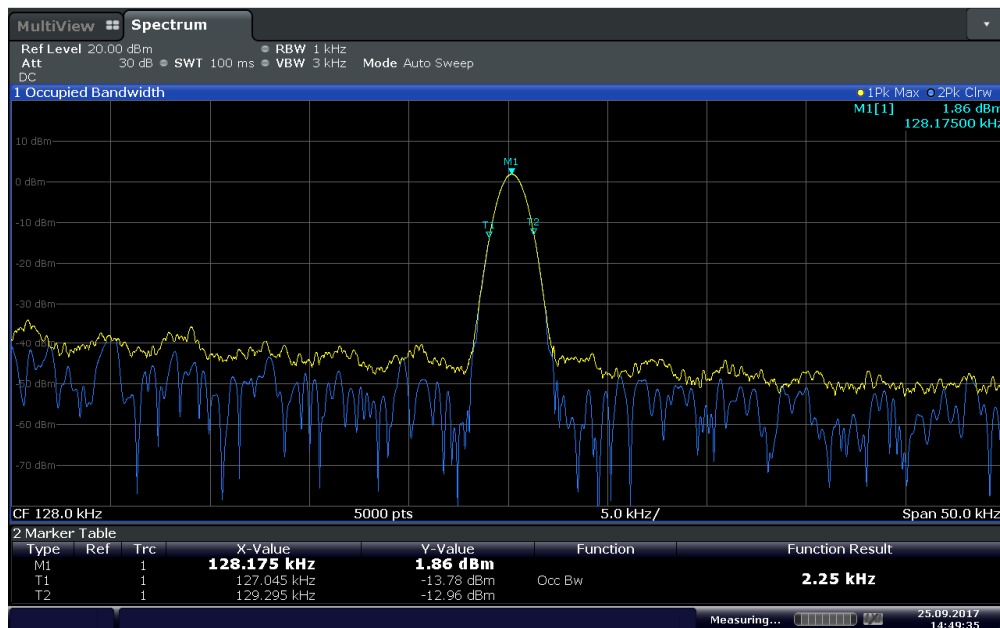 MultiView Spectrum
Ref Level 20.00 dBm RBW 1 kHz
Att 30 dB SWT 100 ms VBW 3 kHz Mode Auto Sweep
DC
1 Occupied Bandwidth 1Pk Max 2Pk Clrw
M1[1] 1.86 dBm
128.17500 kHz
10 dBm
M1
0 dBm
-10 dBm
T1 T2
-20 dBm
-30 dBm
-40 dBm
-50 dBm
-60 dBm
-70 dBm
CF 128.0 kHz 5000 pts 5.0 kHz/ Span 50.0 kHz
2 Marker Table
Type Ref Trc X-Value Y-Value Function Function Result
M1 1 128.175 kHz 1.86 dBm
T1 1 127.045 kHz -13.78 dBm Occ Bw 2.25 kHz
T2 1 129.295 kHz -12.96 dBm
Measuring... 25.09.2017
14:49:35